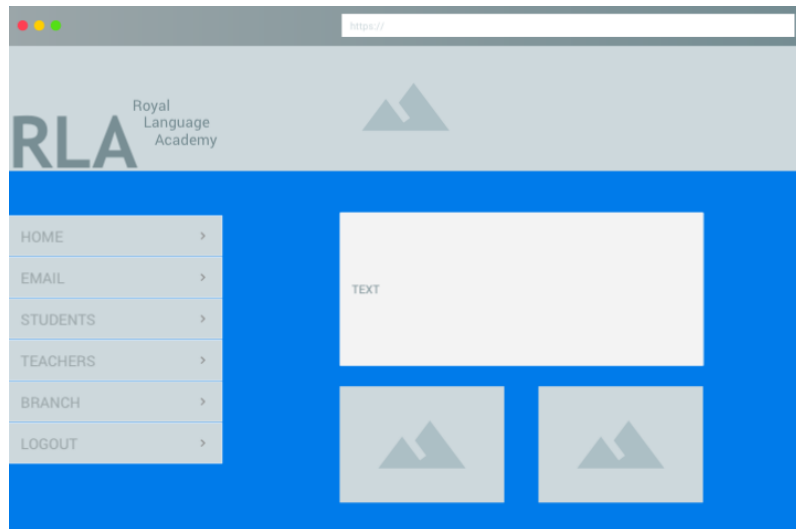 https://
RLA
Royal
Language
Academy
HOME
EMAIL
STUDENTS
TEACHERS
BRANCH
LOGOUT
TEXT